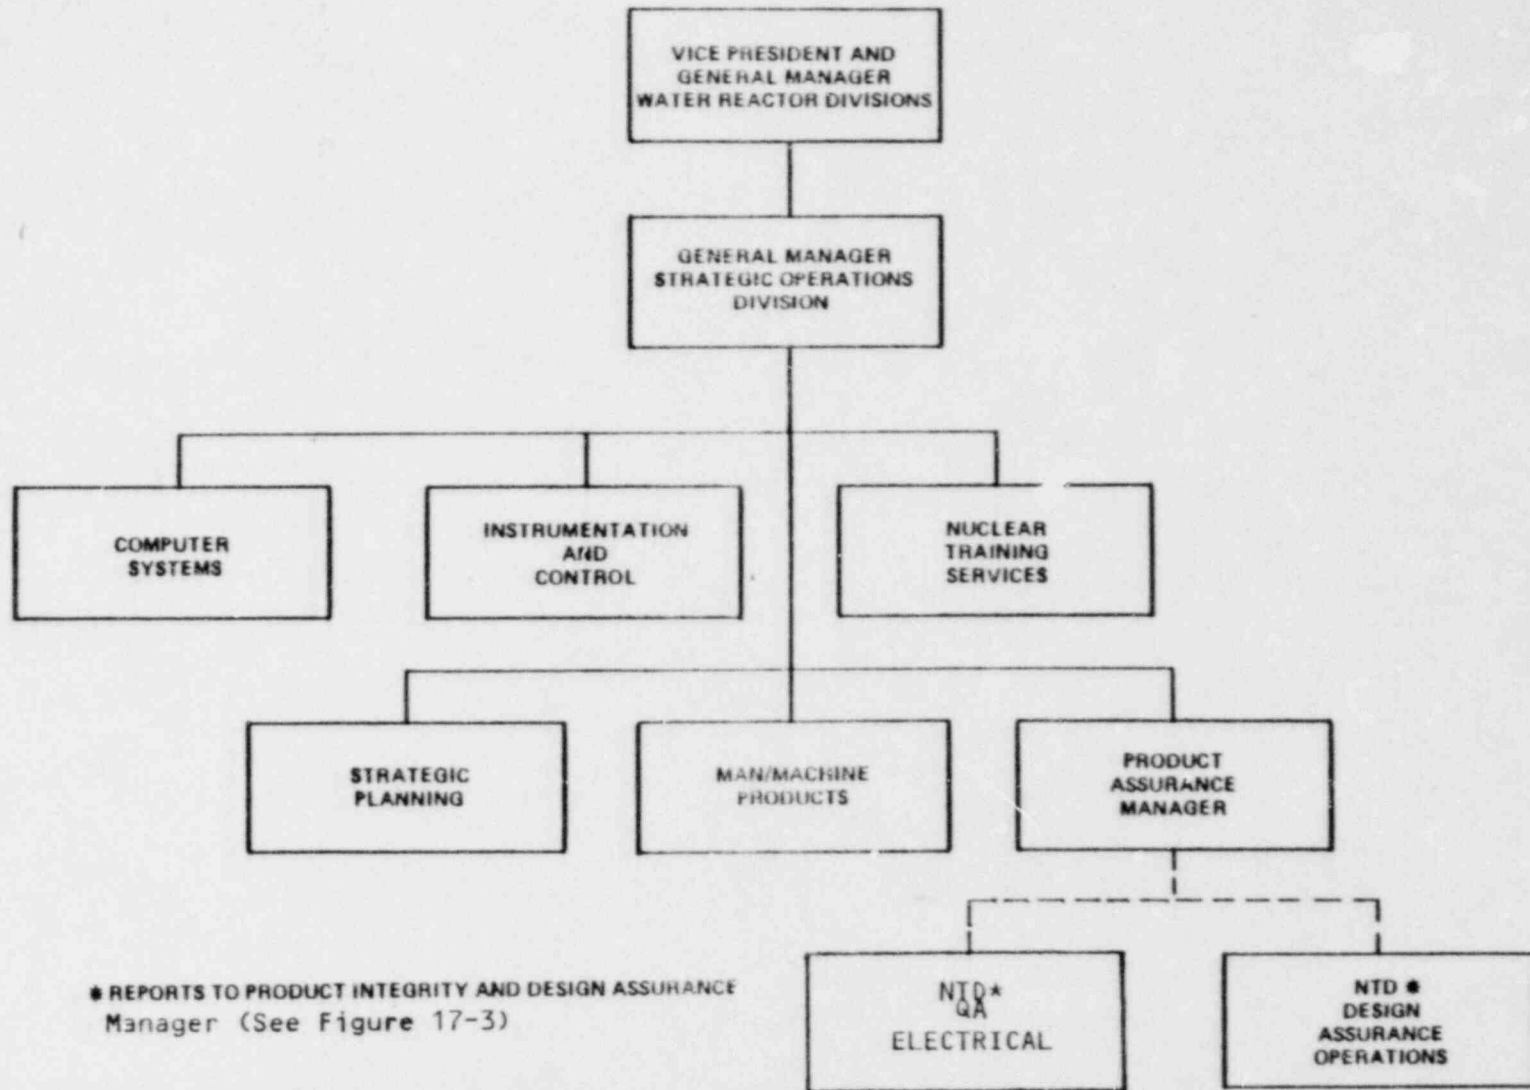 VICE PRESIDENT AND
GENERAL MANAGER
WATER REACTOR DIVISIONS
GENERAL MANAGER
STRATEGIC OPERATIONS
DIVISION
COMPUTER
SYSTEMS
INSTRUMENTATION
AND
CONTROL
NUCLEAR
TRAINING
SERVICES
STRATEGIC
PLANNING
MAN/MACHINE
PRODUCTS
PRODUCT
ASSURANCE
MANAGER
NTD*
QA
ELECTRICAL
NTD *
DESIGN
ASSURANCE
OPERATIONS
* REPORTS TO PRODUCT INTEGRITY AND DESIGN ASSURANCE
Manager (See Figure 17-3)